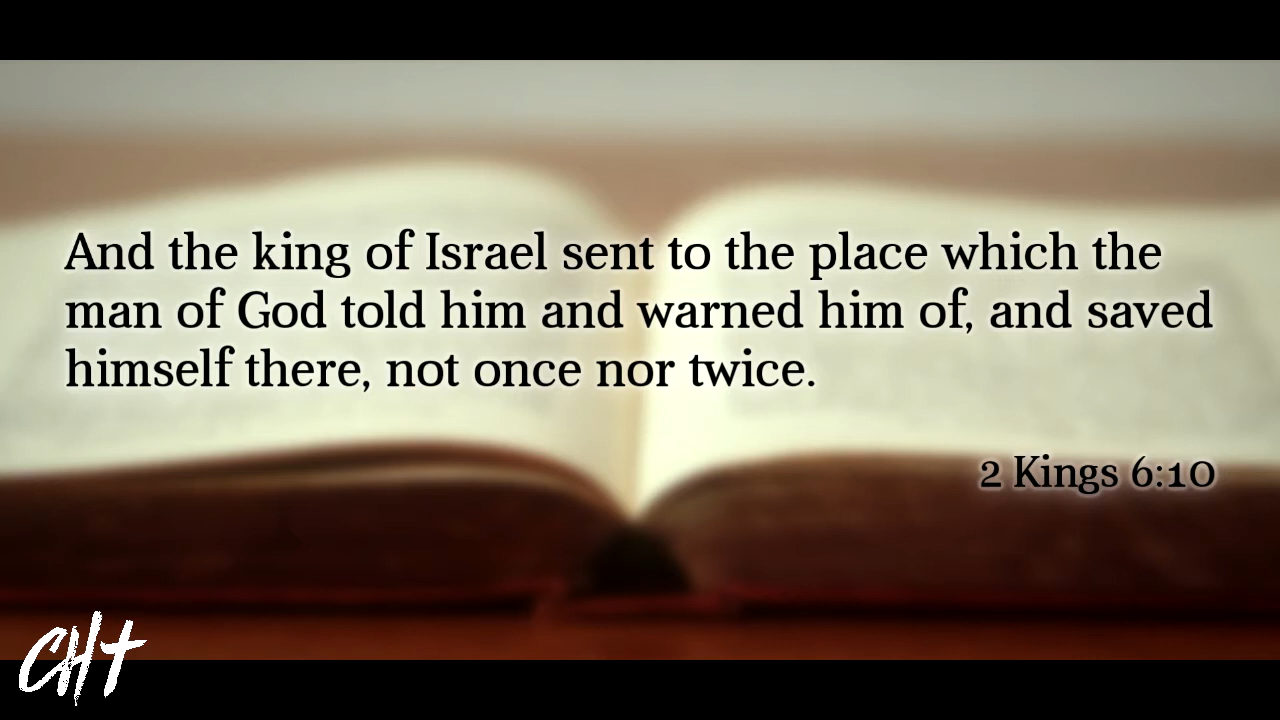 And the king of Israel sent to the place which the
man of God told him and warned him of, and saved
himself there, not once nor twice.
2 Kings 6:10
CHT